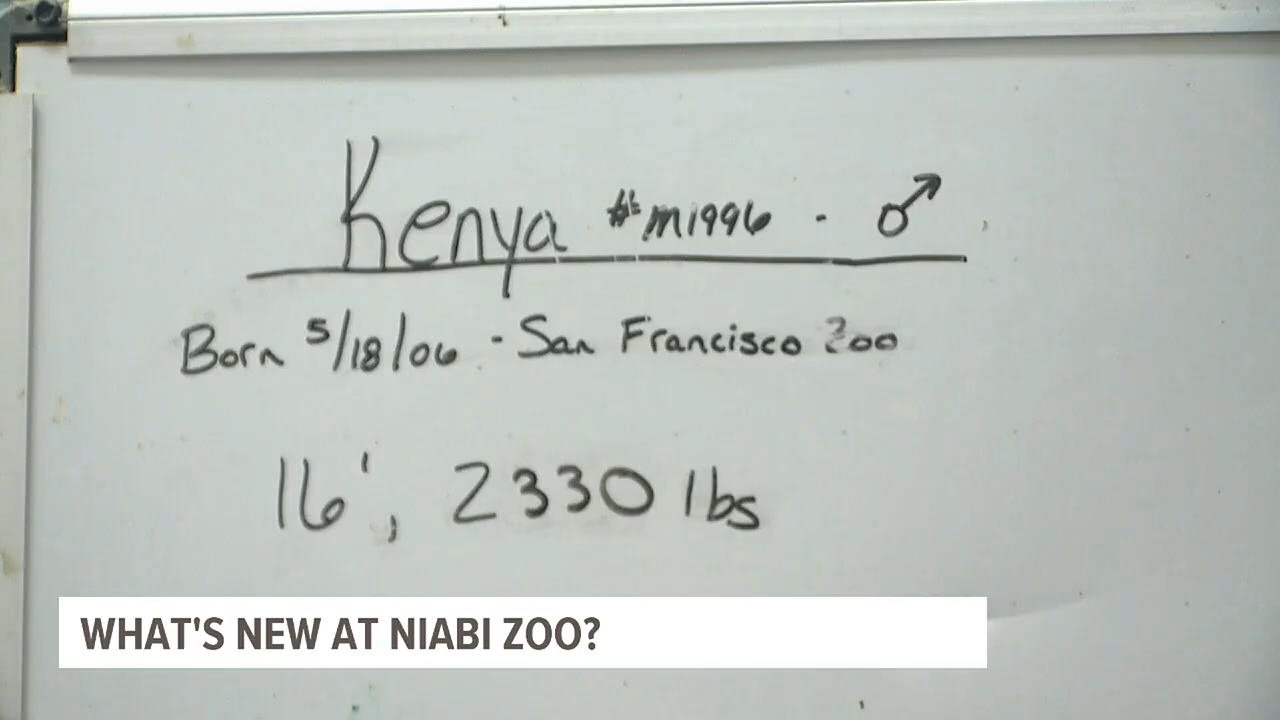 Kenya #M1996 · ♂
Born 5/18/06 · San Francisco Zoo
16', 2330 lbs
WHAT'S NEW AT NIABI ZOO?